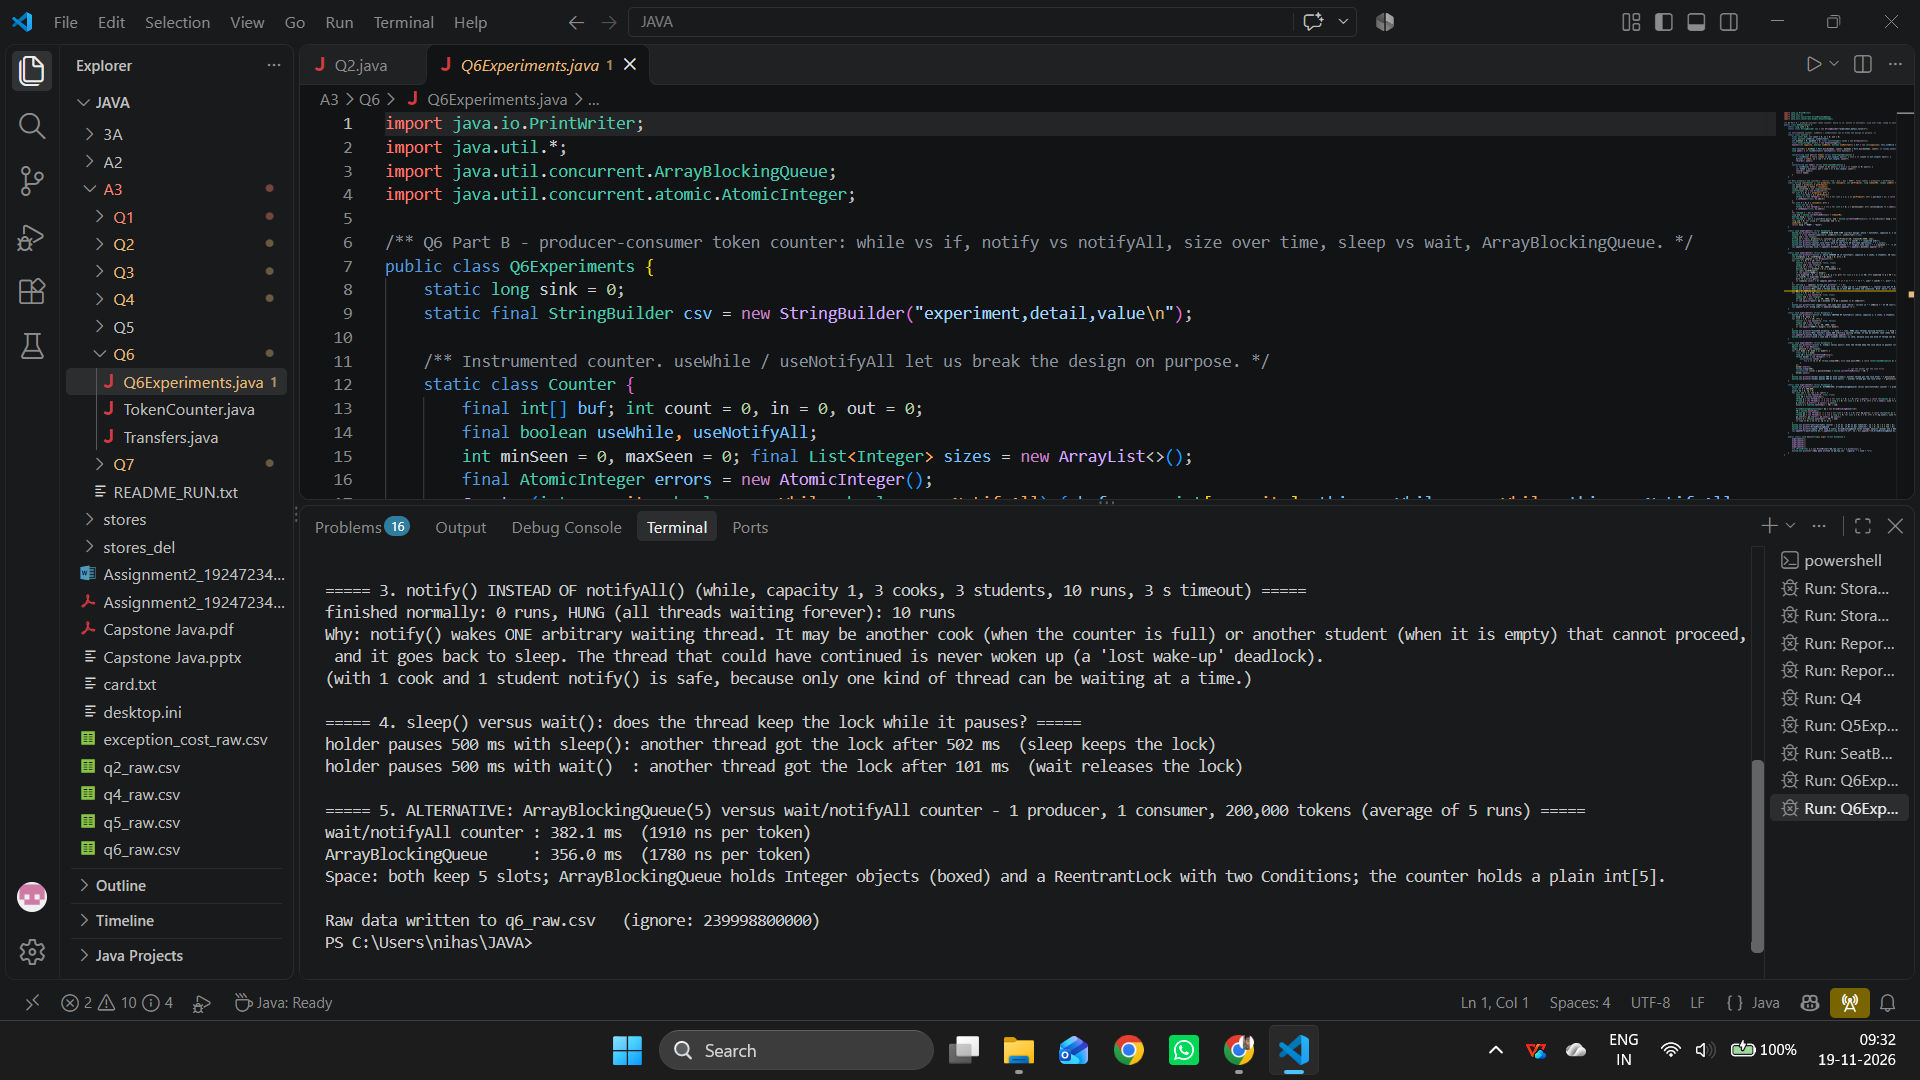 File Edit Selection View Go Run Terminal Help
JAVA
Explorer
JAVA
3A
A2
A3
Q1
Q2
Q3
Q4
Q5
Q6
Q6Experiments.java 1
TokenCounter.java
Transfers.java
Q7
README_RUN.txt
stores
stores_del
Assignment2_19247234...
Assignment2_19247234...
Capstone Java.pdf
Capstone Java.pptx
card.txt
desktop.ini
exception_cost_raw.csv
q2_raw.csv
q4_raw.csv
q5_raw.csv
q6_raw.csv
Outline
Timeline
Java Projects
Q2.java
Q6Experiments.java 1
A3 > Q6 > Q6Experiments.java > ...
1 import java.io.PrintWriter;
2 import java.util.*;
3 import java.util.concurrent.ArrayBlockingQueue;
4 import java.util.concurrent.atomic.AtomicInteger;
5
6 /** Q6 Part B - producer-consumer token counter: while vs if, notify vs notifyAll, size over time, sleep vs wait, ArrayBlockingQueue. */
7 public class Q6Experiments {
8 static long sink = 0;
9 static final StringBuilder csv = new StringBuilder("experiment,detail,value\n");
10
11 /** Instrumented counter. useWhile / useNotifyAll let us break the design on purpose. */
12 static class Counter {
13 final int[] buf; int count = 0, in = 0, out = 0;
14 final boolean useWhile, useNotifyAll;
15 int minSeen = 0, maxSeen = 0; final List<Integer> sizes = new ArrayList<>();
16 final AtomicInteger errors = new AtomicInteger();
Problems 16 Output Debug Console Terminal Ports
===== 3. notify() INSTEAD OF notifyAll() (while, capacity 1, 3 cooks, 3 students, 10 runs, 3 s timeout) =====
finished normally: 0 runs, HUNG (all threads waiting forever): 10 runs
Why: notify() wakes ONE arbitrary waiting thread. It may be another cook (when the counter is full) or another student (when it is empty) that cannot proceed,
and it goes back to sleep. The thread that could have continued is never woken up (a 'lost wake-up' deadlock).
(with 1 cook and 1 student notify() is safe, because only one kind of thread can be waiting at a time.)
===== 4. sleep() versus wait(): does the thread keep the lock while it pauses? =====
holder pauses 500 ms with sleep(): another thread got the lock after 502 ms (sleep keeps the lock)
holder pauses 500 ms with wait() : another thread got the lock after 101 ms (wait releases the lock)
===== 5. ALTERNATIVE: ArrayBlockingQueue(5) versus wait/notifyAll counter - 1 producer, 1 consumer, 200,000 tokens (average of 5 runs) =====
wait/notifyAll counter : 382.1 ms (1910 ns per token)
ArrayBlockingQueue : 356.0 ms (1780 ns per token)
Space: both keep 5 slots; ArrayBlockingQueue holds Integer objects (boxed) and a ReentrantLock with two Conditions; the counter holds a plain int[5].
Raw data written to q6_raw.csv (ignore: 239998800000)
PS C:\Users\nihas\JAVA>
powershell
Run: Stora...
Run: Stora...
Run: Repor...
Run: Repor...
Run: Q4
Run: Q5Exp...
Run: SeatB...
Run: Q6Exp...
Run: Q6Exp...
2 10 4 Java: Ready
Ln 1, Col 1 Spaces: 4 UTF-8 LF { } Java
Search
ENG
IN
100%
09:32
19-11-2026